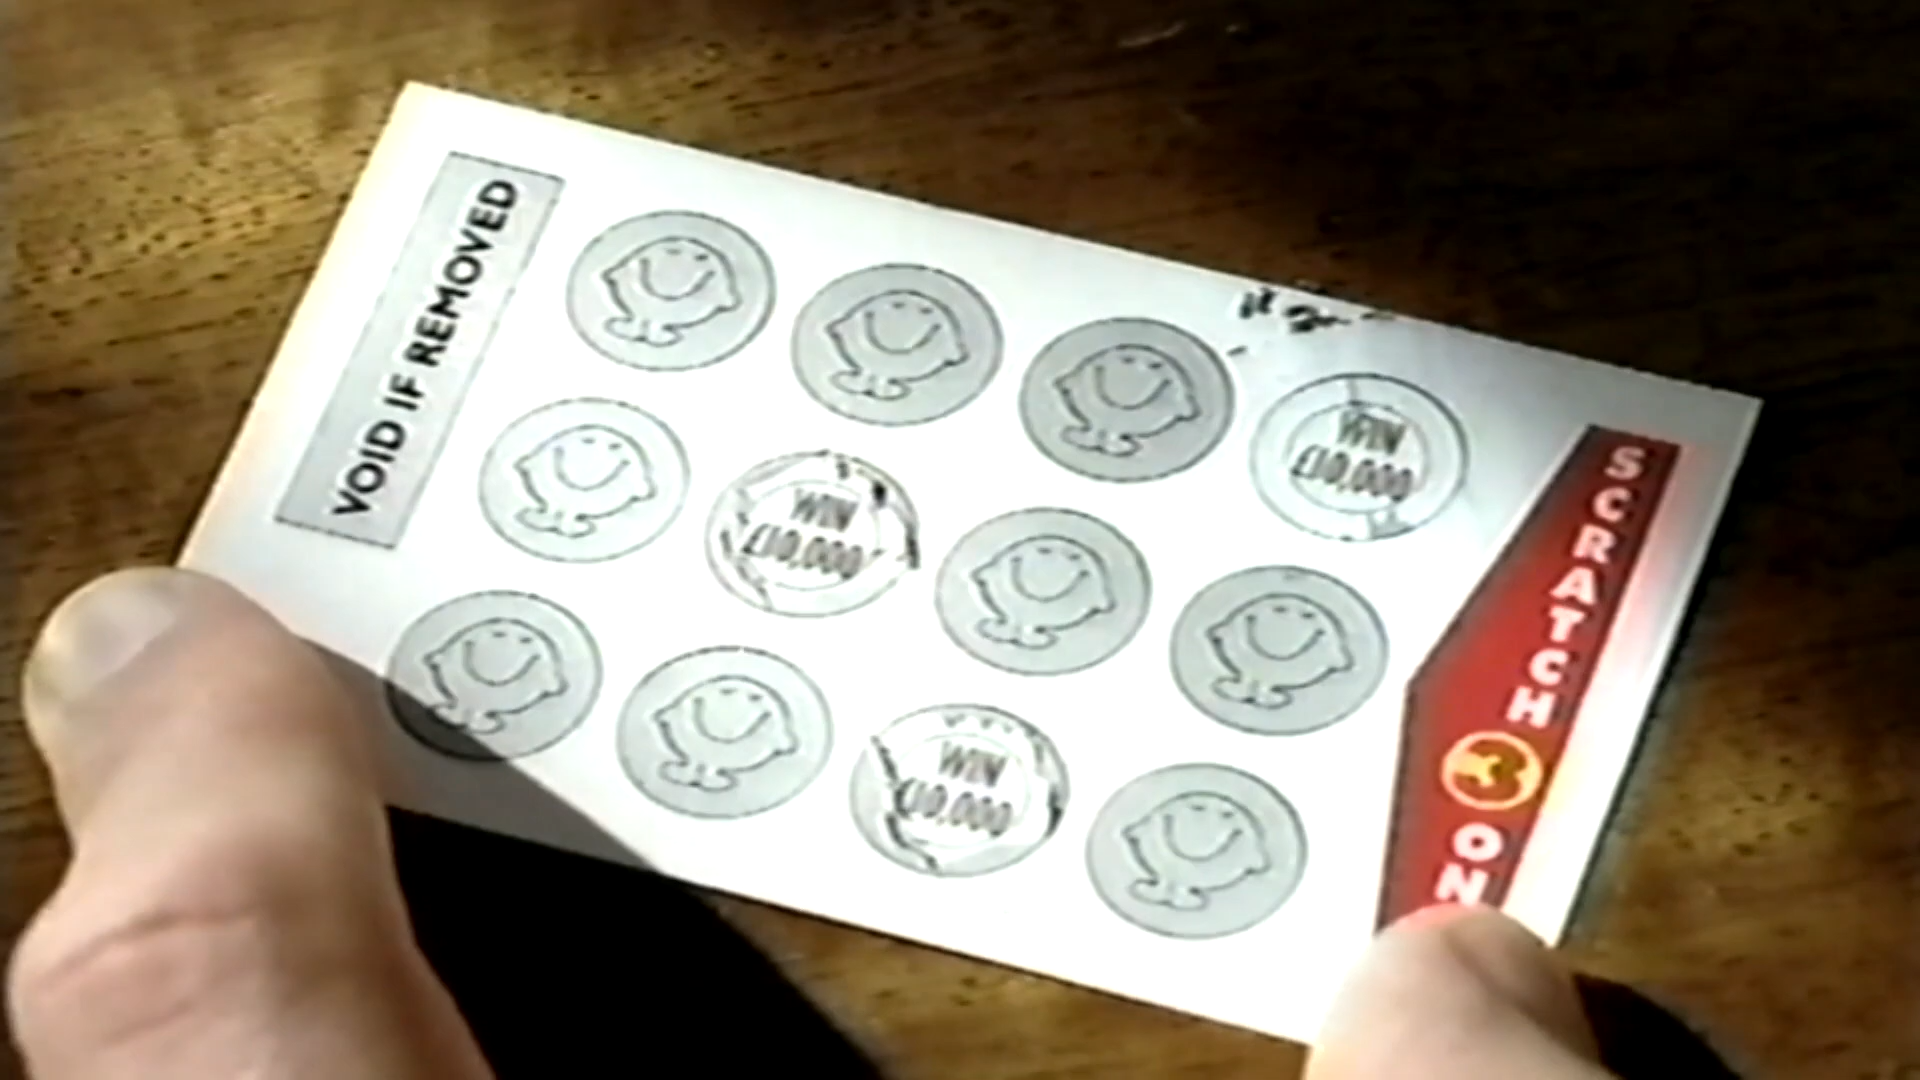 VOID IF REMOVED
WIN
£10,000
WIN
£10,000
WIN
£10,000
SCRATCH 3 ON